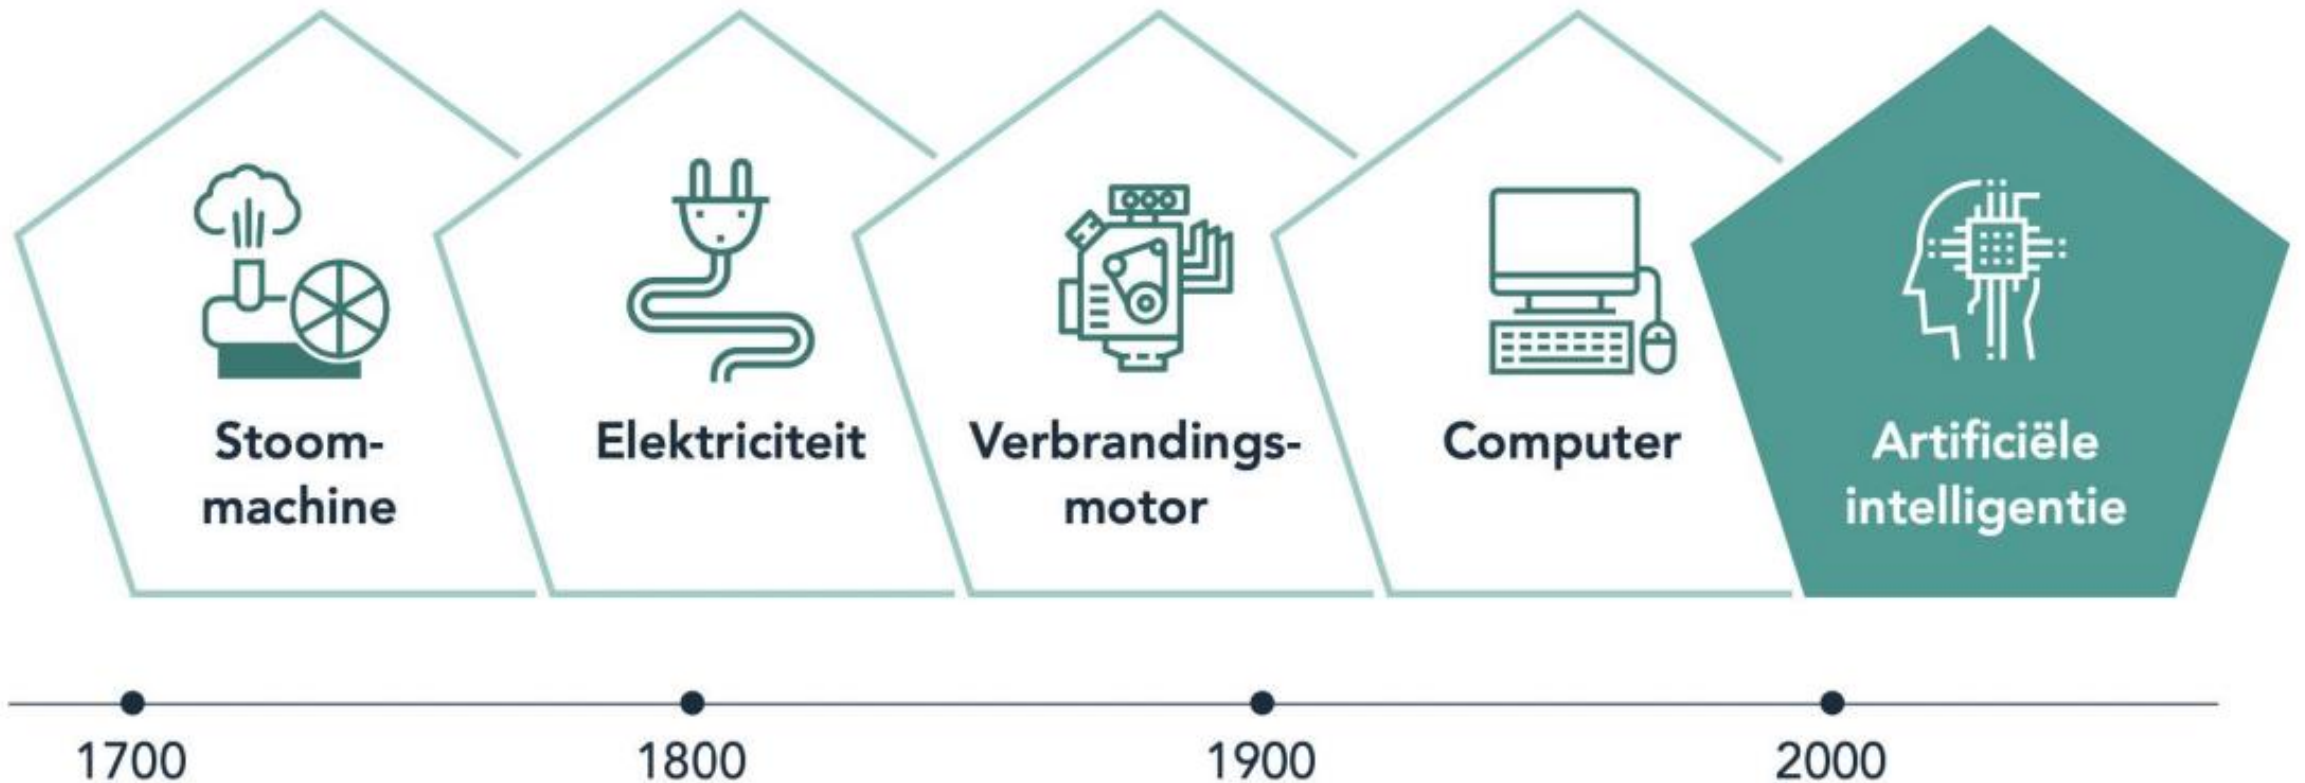 Stoom-
machine
Elektriciteit
Verbrandings-
motor
Computer
Artificiële
intelligentie
1700
1800
1900
2000